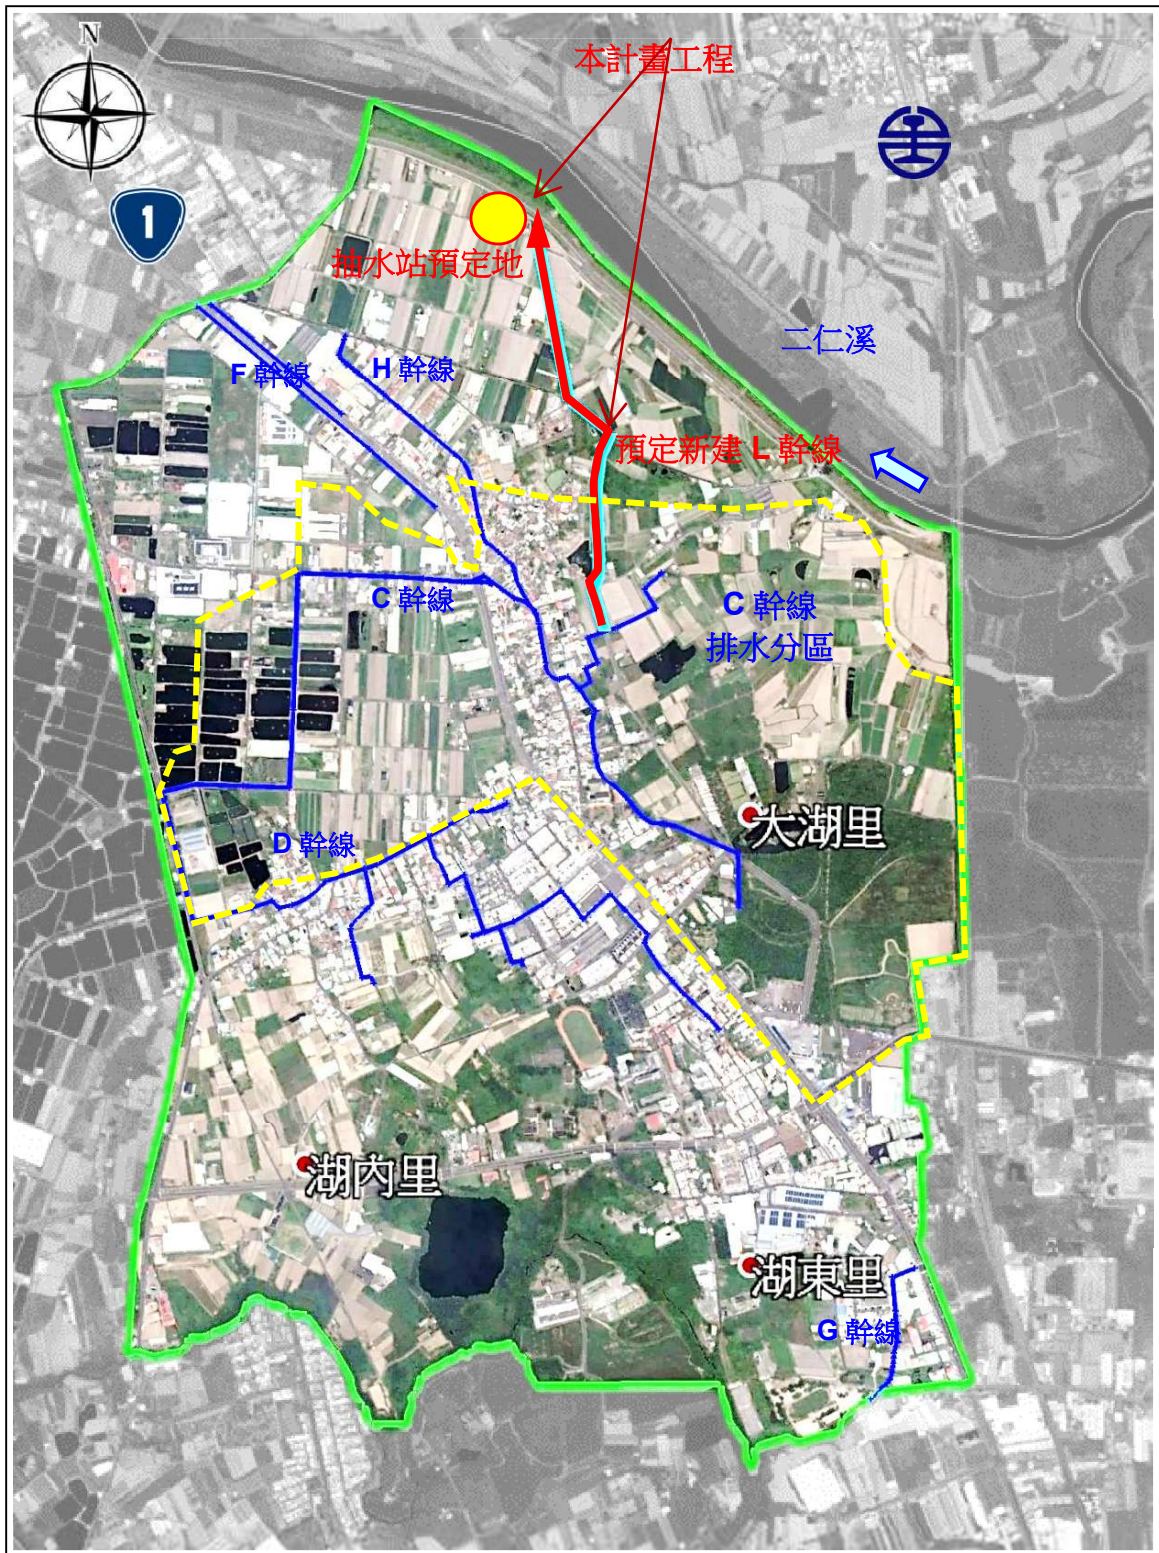 N
本計畫工程
1
抽水站預定地
二仁溪
F 幹線
H 幹線
預定新建 L 幹線
C 幹線
C 幹線
排水分區
大湖里
D 幹線
湖內里
湖東里
G 幹線